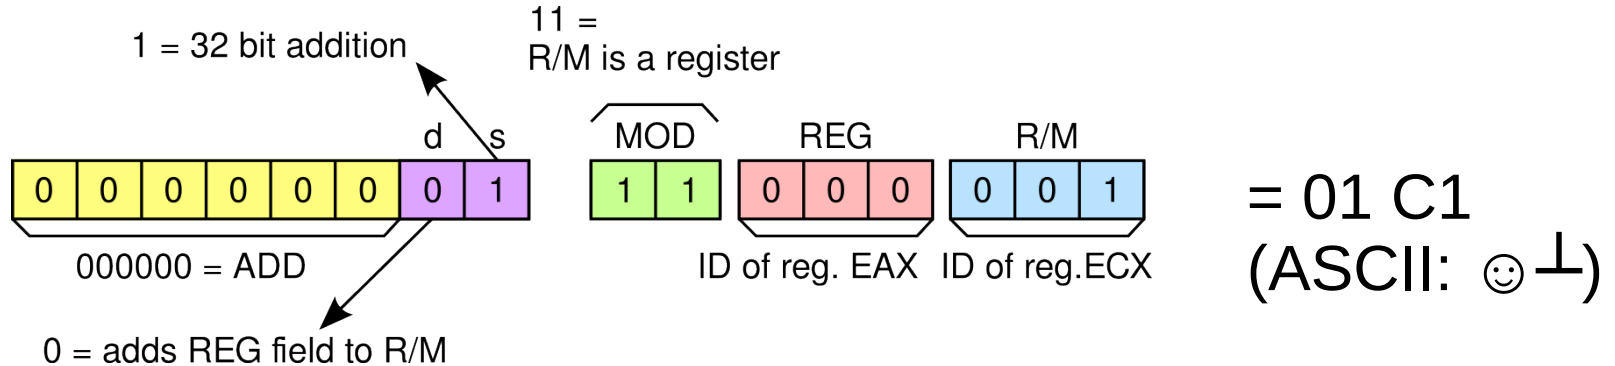 1 = 32 bit addition
11 =
R/M is a register
d s MOD REG R/M
0 0 0 0 0 0 0 1 1 1 0 0 0 0 0 1
000000 = ADD
ID of reg. EAX ID of reg.ECX
0 = adds REG field to R/M
= 01 C1
(ASCII: ☺┴)